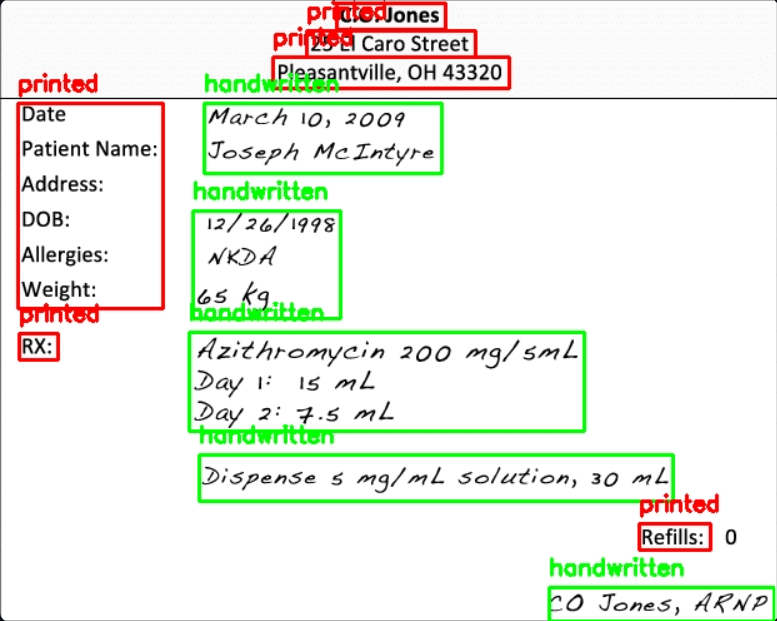 printed
C.O. Jones
printed
25 El Caro Street
Pleasantville, OH 43320
printed handwritten
Date March 10, 2009
Patient Name: Joseph McIntyre
Address:
handwritten
DOB: 12/26/1998
Allergies: NKDA
Weight: 65 kg
printed handwritten
RX: Azithromycin 200 mg/5mL
Day 1: 15 mL
Day 2: 7.5 mL
handwritten
Dispense 5 mg/mL solution, 30 mL
printed
Refills: 0
handwritten
CO Jones, ARNP